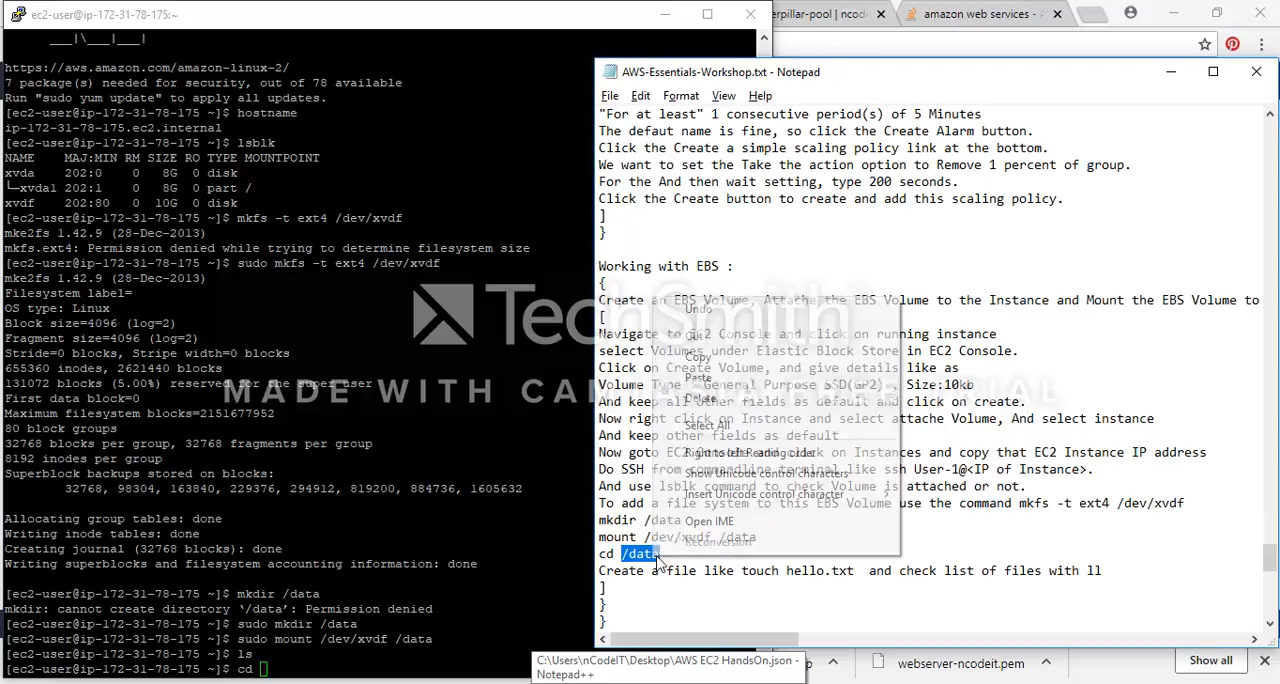 ec2-user@ip-172-31-78-175:~
___|\___|___|
https://aws.amazon.com/amazon-linux-2/
7 package(s) needed for security, out of 78 available
Run "sudo yum update" to apply all updates.
[ec2-user@ip-172-31-78-175 ~]$ hostname
ip-172-31-78-175.ec2.internal
[ec2-user@ip-172-31-78-175 ~]$ lsblk
NAME    MAJ:MIN RM SIZE RO TYPE MOUNTPOINT
xvda    202:0    0   8G  0 disk
└─xvda1 202:1    0   8G  0 part /
xvdf    202:80   0  10G  0 disk
[ec2-user@ip-172-31-78-175 ~]$ mkfs -t ext4 /dev/xvdf
mke2fs 1.42.9 (28-Dec-2013)
mkfs.ext4: Permission denied while trying to determine filesystem size
[ec2-user@ip-172-31-78-175 ~]$ sudo mkfs -t ext4 /dev/xvdf
mke2fs 1.42.9 (28-Dec-2013)
Filesystem label=
OS type: Linux
Block size=4096 (log=2)
Fragment size=4096 (log=2)
Stride=0 blocks, Stripe width=0 blocks
655360 inodes, 2621440 blocks
131072 blocks (5.00%) reserved for the super user
First data block=0
Maximum filesystem blocks=2151677952
80 block groups
32768 blocks per group, 32768 fragments per group
8192 inodes per group
Superblock backups stored on blocks:
32768, 98304, 163840, 229376, 294912, 819200, 884736, 1605632
Allocating group tables: done
Writing inode tables: done
Creating journal (32768 blocks): done
Writing superblocks and filesystem accounting information: done
[ec2-user@ip-172-31-78-175 ~]$ mkdir /data
mkdir: cannot create directory ‘/data’: Permission denied
[ec2-user@ip-172-31-78-175 ~]$ sudo mkdir /data
[ec2-user@ip-172-31-78-175 ~]$ sudo mount /dev/xvdf /data
[ec2-user@ip-172-31-78-175 ~]$ ls
[ec2-user@ip-172-31-78-175 ~]$ cd
erpillar-pool | ncode
amazon web services -
AWS-Essentials-Workshop.txt - Notepad
File Edit Format View Help
"For at least" 1 consecutive period(s) of 5 Minutes
The defaut name is fine, so click the Create Alarm button.
Click the Create a simple scaling policy link at the bottom.
We want to set the Take the action option to Remove 1 percent of group.
For the And then wait setting, type 200 seconds.
Click the Create button to create and add this scaling policy.
]
}
Working with EBS :
{
Create an EBS Volume, Attache the EBS Volume to the Instance and Mount the EBS Volume to
[
Navigate to Ec2 Console and click on running instance
select Volumes under Elastic Block Store in EC2 Console.
Click on Create Volume, and give details like as
Volume Type : General Purpose SSD(GP2) , Size:10kb
And keep all Other fields as default and click on create.
Now right click on Instance and select attache Volume, And select instance
And keep other fields as default
Now goto EC2 click on Instances and copy that EC2 Instance IP address
Do SSH from commandline terminal like ssh User-1@<IP of Instance>.
And use lsblk command to check Volume is attached or not.
To add a file system to this EBS Volume use the command mkfs -t ext4 /dev/xvdf
mkdir /data
mount /dev/xvdf /data
cd /data
Create a file like touch hello.txt  and check list of files with ll
]
}
}
Undo
Cut
Copy
Paste
Delete
Select All
Right to left Reading order
Show Unicode control characters
Insert Unicode control character
Open IME
Reconversion
TechSmith
MADE WITH CAMTASIA FREE TRIAL
C:\Users\nCodeIT\Desktop\AWS EC2 HandsOn.json -
Notepad++
p
webserver-ncodeit.pem
Show all